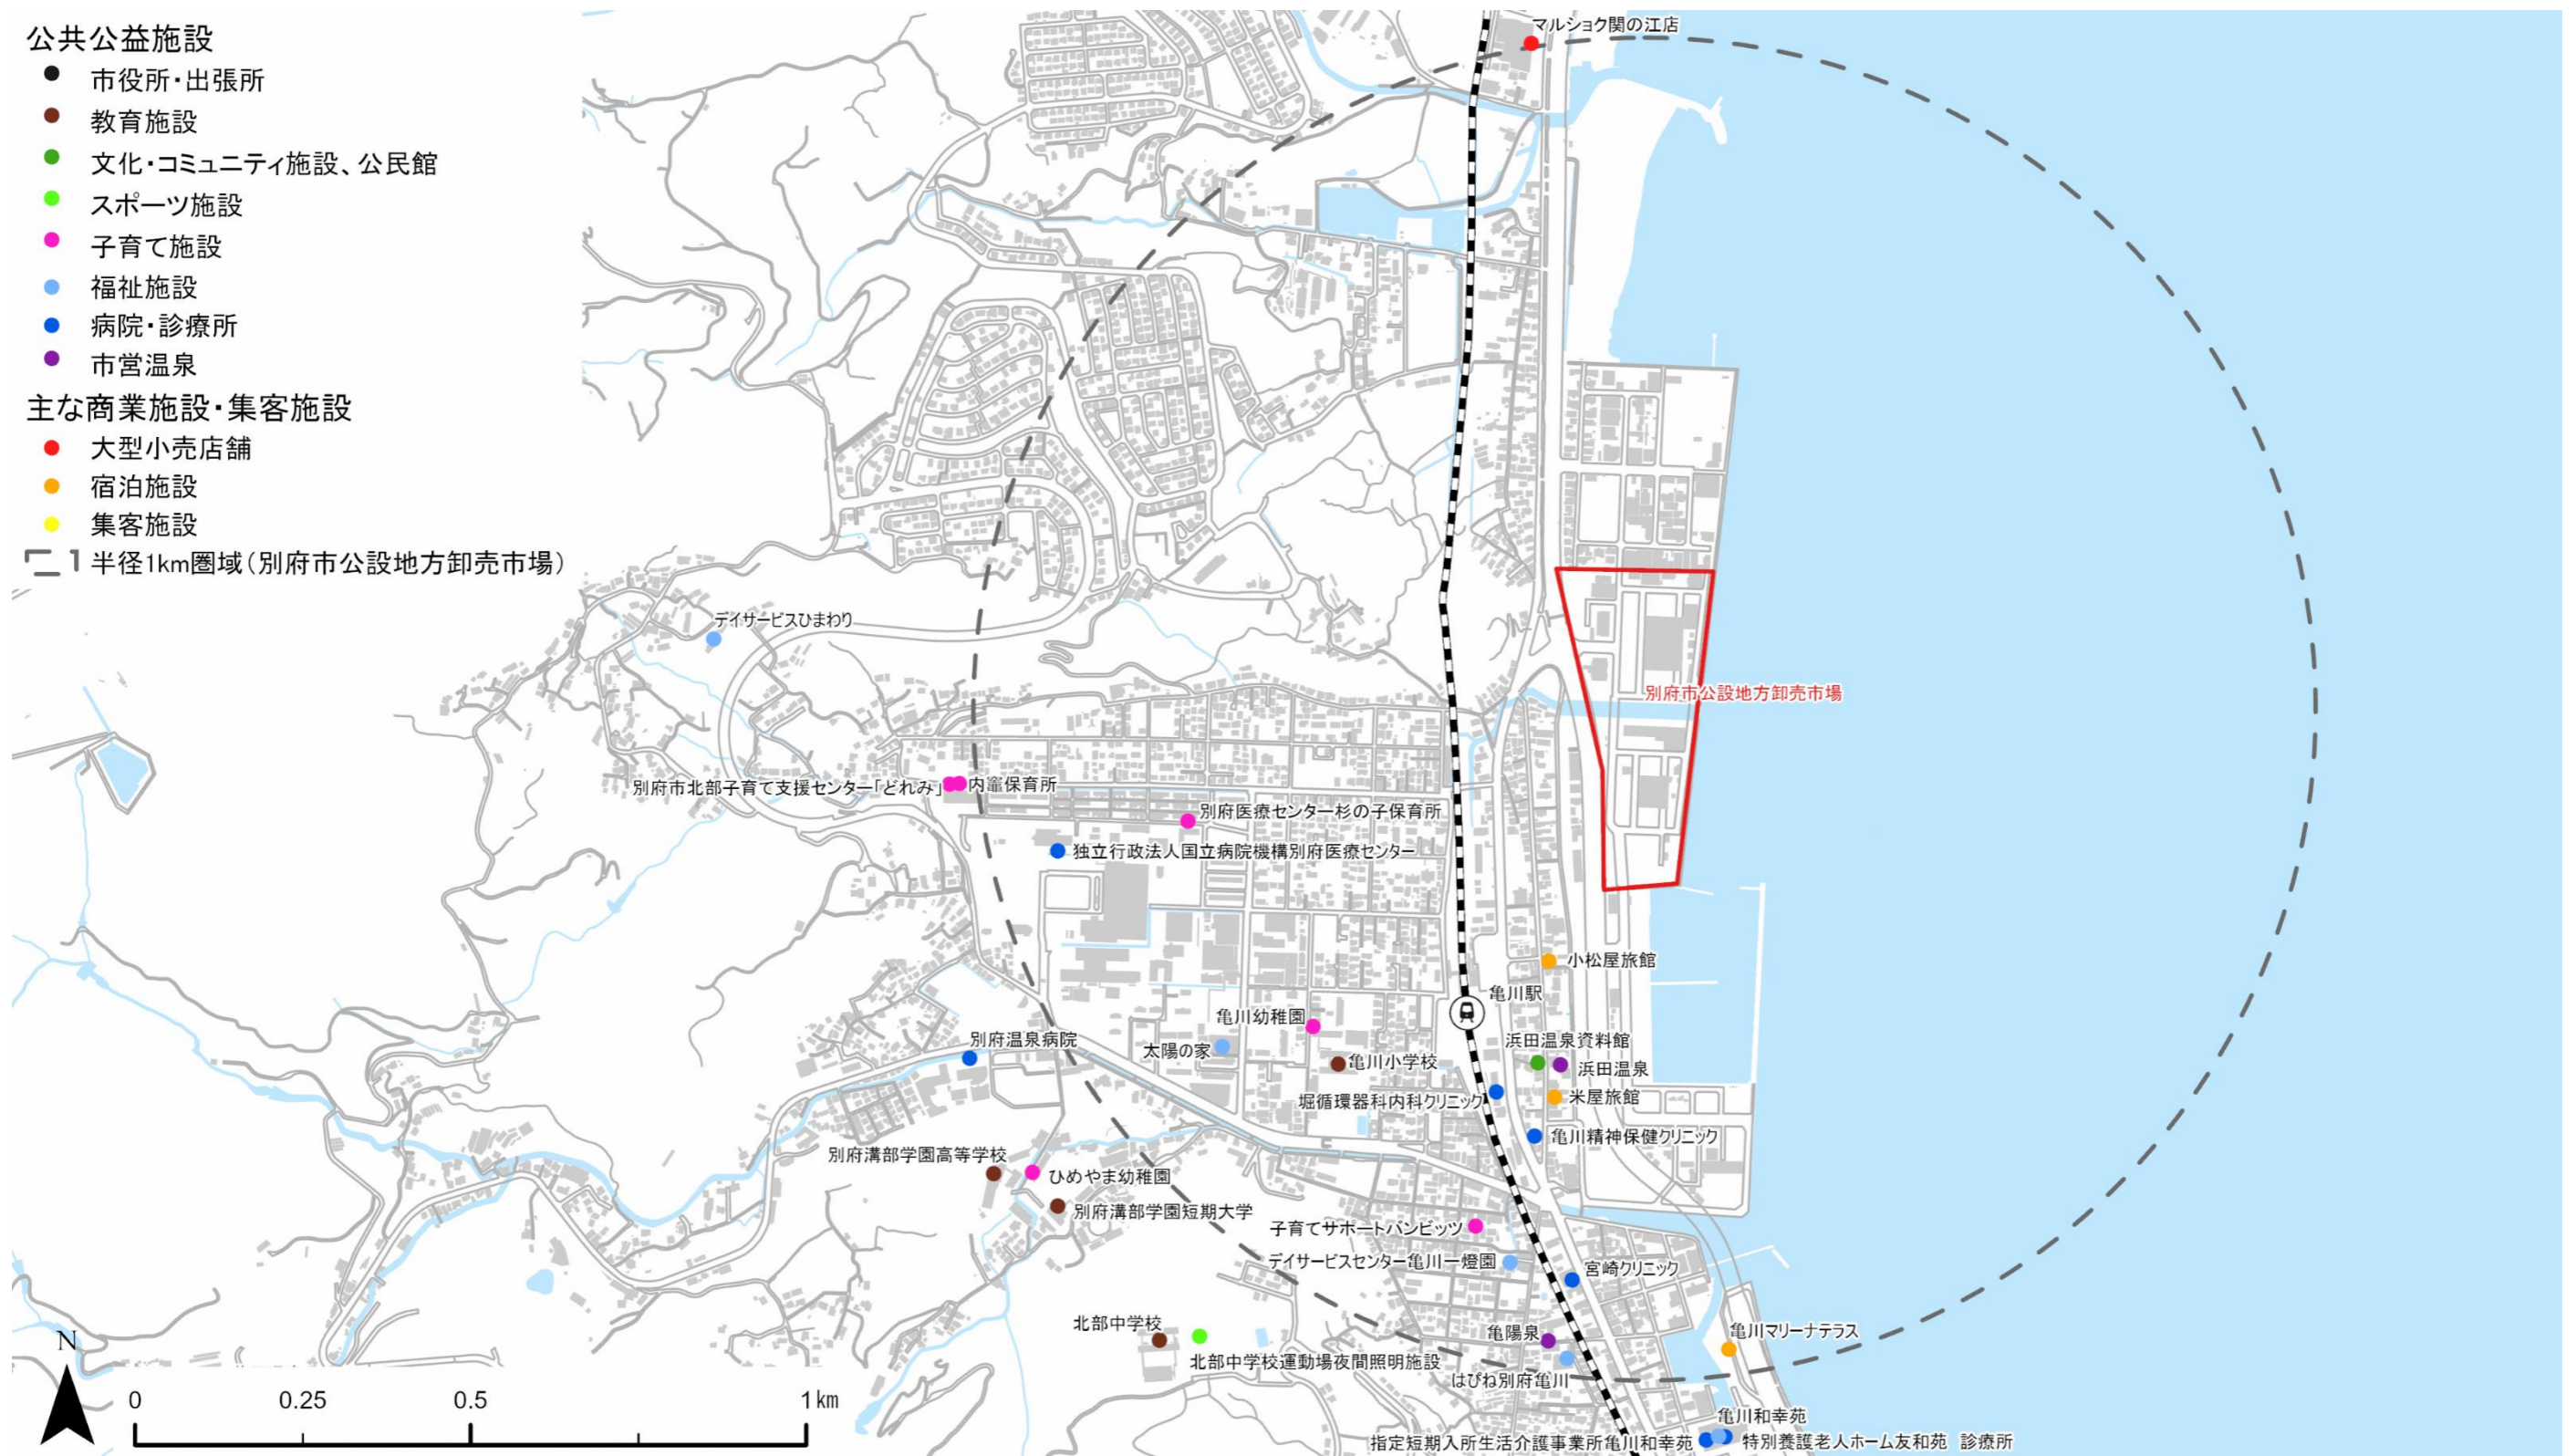 公共公益施設
市役所・出張所
教育施設
文化・コミュニティ施設、公民館
スポーツ施設
子育て施設
福祉施設
病院・診療所
市営温泉
主な商業施設・集客施設
大型小売店舗
宿泊施設
集客施設
半径1km圏域(別府市公設地方卸売市場)
マルショク関の江店
デイサービスひまわり
別府市公設地方卸売市場
別府市北部子育て支援センター「どれみ」
内竈保育所
別府医療センター杉の子保育所
独立行政法人国立病院機構別府医療センター
小松屋旅館
亀川駅
亀川幼稚園
別府温泉病院
太陽の家
亀川小学校
浜田温泉資料館
浜田温泉
堀循環器科内科クリニック
米屋旅館
亀川精神保健クリニック
別府溝部学園高等学校
ひめやま幼稚園
別府溝部学園短期大学
子育てサポートバンビッツ
デイサービスセンター亀川一燈園
宮崎クリニック
北部中学校
亀陽泉
亀川マリーナテラス
北部中学校運動場夜間照明施設
はぴね別府亀川
亀川和幸苑
指定短期入所生活介護事業所亀川和幸苑
特別養護老人ホーム友和苑 診療所
N
0 0.25 0.5 1km